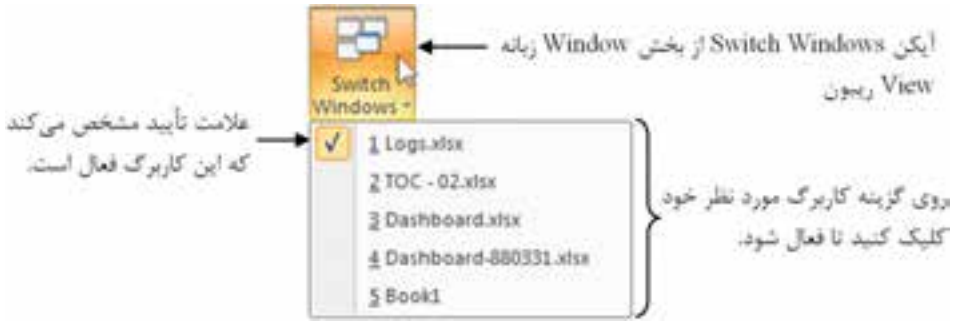 آیکن Switch Windows از بخش Window زبانه
View ریبون
Switch
Windows
علامت تأیید مشخص می‌کند
که این کاربرگ فعال است.
1 Logs.xlsx
2 TOC - 02.xlsx
3 Dashboard.xlsx
4 Dashboard-880331.xlsx
5 Book1
روی گزینه کاربرگ مورد نظر خود
کلیک کنید تا فعال شود.